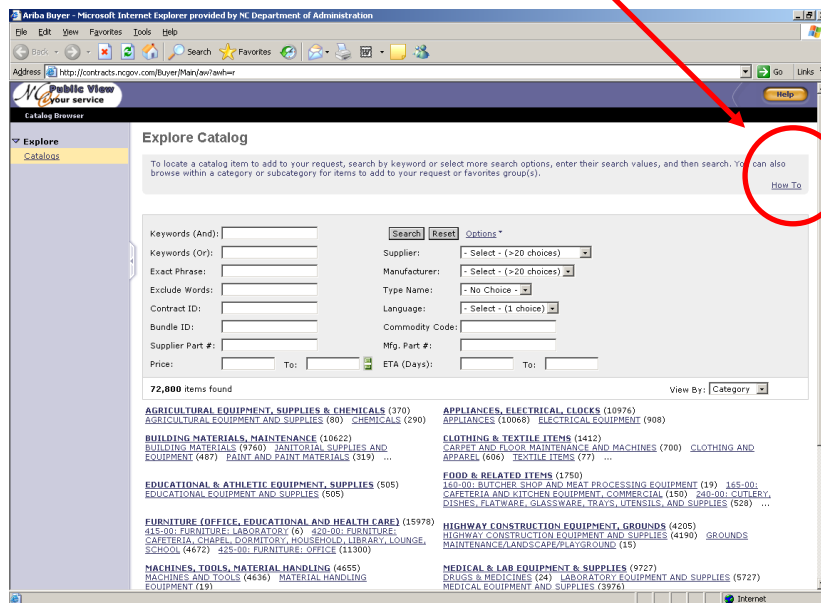 Ariba Buyer - Microsoft Internet Explorer provided by NC Department of Administration
File Edit View Favorites Tools Help
Back Search Favorites
Address http://contracts.ncgov.com/Buyer/Main/aw?awh=r Go Links
NC Public View
@your service
Help
Catalog Browser
Explore
Catalogs
Explore Catalog
To locate a catalog item to add to your request, search by keyword or select more search options, enter their search values, and then search. You can also
browse within a category or subcategory for items to add to your request or favorites group(s).
How To
Keywords (And): Search Reset Options
Keywords (Or): Supplier: - Select - (>20 choices)
Exact Phrase: Manufacturer: - Select - (>20 choices)
Exclude Words: Type Name: - No Choice -
Contract ID: Language: - Select - (1 choice)
Bundle ID: Commodity Code:
Supplier Part #: Mfg. Part #:
Price: To: ETA (Days): To:
72,800 items found View By: Category
AGRICULTURAL EQUIPMENT, SUPPLIES & CHEMICALS (370)
AGRICULTURAL EQUIPMENT AND SUPPLIES (80) CHEMICALS (290)
APPLIANCES, ELECTRICAL, CLOCKS (10976)
APPLIANCES (10068) ELECTRICAL EQUIPMENT (908)
BUILDING MATERIALS, MAINTENANCE (10622)
BUILDING MATERIALS (9760) JANITORIAL SUPPLIES AND
EQUIPMENT (487) PAINT AND PAINT MATERIALS (319) ...
CLOTHING & TEXTILE ITEMS (1412)
CARPET AND FLOOR MAINTENANCE AND MACHINES (700) CLOTHING AND
APPAREL (606) TEXTILE ITEMS (77) ...
EDUCATIONAL & ATHLETIC EQUIPMENT, SUPPLIES (505)
EDUCATIONAL EQUIPMENT AND SUPPLIES (505)
FOOD & RELATED ITEMS (1750)
160-00: BUTCHER SHOP AND MEAT PROCESSING EQUIPMENT (19) 165-00:
CAFETERIA AND KITCHEN EQUIPMENT, COMMERCIAL (150) 240-00: CUTLERY,
DISHES, FLATWARE, GLASSWARE, TRAYS, UTENSILS, AND SUPPLIES (528) ...
FURNITURE (OFFICE, EDUCATIONAL AND HEALTH CARE) (15978)
415-00: FURNITURE: LABORATORY (6) 420-00: FURNITURE:
CAFETERIA, CHAPEL, DORMITORY, HOUSEHOLD, LIBRARY, LOUNGE,
SCHOOL (4672) 425-00: FURNITURE: OFFICE (11300)
HIGHWAY CONSTRUCTION EQUIPMENT, GROUNDS (4205)
HIGHWAY CONSTRUCTION EQUIPMENT AND SUPPLIES (4190) GROUNDS
MAINTENANCE/LANDSCAPE/PLAYGROUND (15)
MACHINES, TOOLS, MATERIAL HANDLING (4655)
MACHINES AND TOOLS (4636) MATERIAL HANDLING
EQUIPMENT (19)
MEDICAL & LAB EQUIPMENT & SUPPLIES (9727)
DRUGS & MEDICINES (24) LABORATORY EQUIPMENT AND SUPPLIES (5727)
MEDICAL EQUIPMENT AND SUPPLIES (3976)
Internet